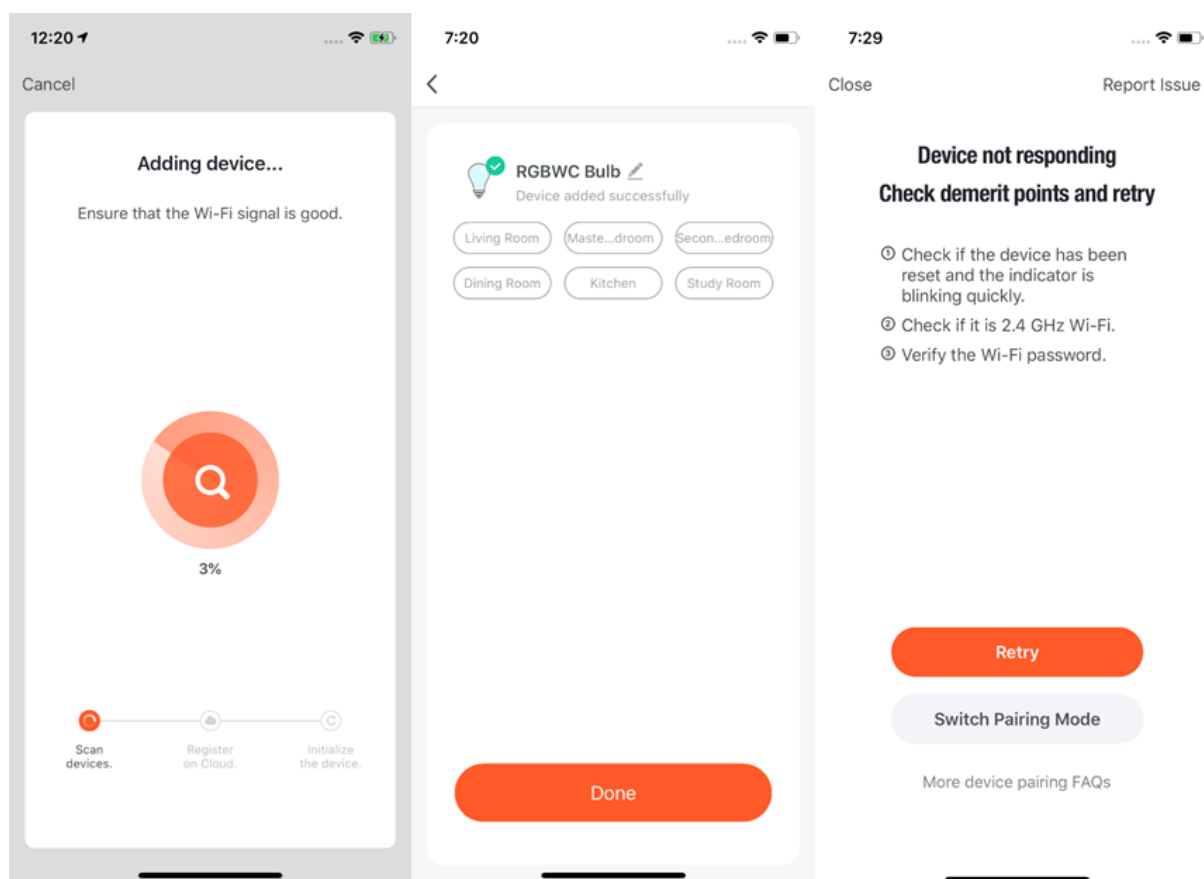 12:20
Cancel
Adding device...
Ensure that the Wi-Fi signal is good.
3%
Scan
devices.
Register
on Cloud.
Initialize
the device.
7:20
RGBWC Bulb
Device added successfully
Living Room
Maste...droom
Secon...edroom
Dining Room
Kitchen
Study Room
Done
7:29
Close
Report Issue
Device not responding
Check demerit points and retry
① Check if the device has been
reset and the indicator is
blinking quickly.
② Check if it is 2.4 GHz Wi-Fi.
③ Verify the Wi-Fi password.
Retry
Switch Pairing Mode
More device pairing FAQs